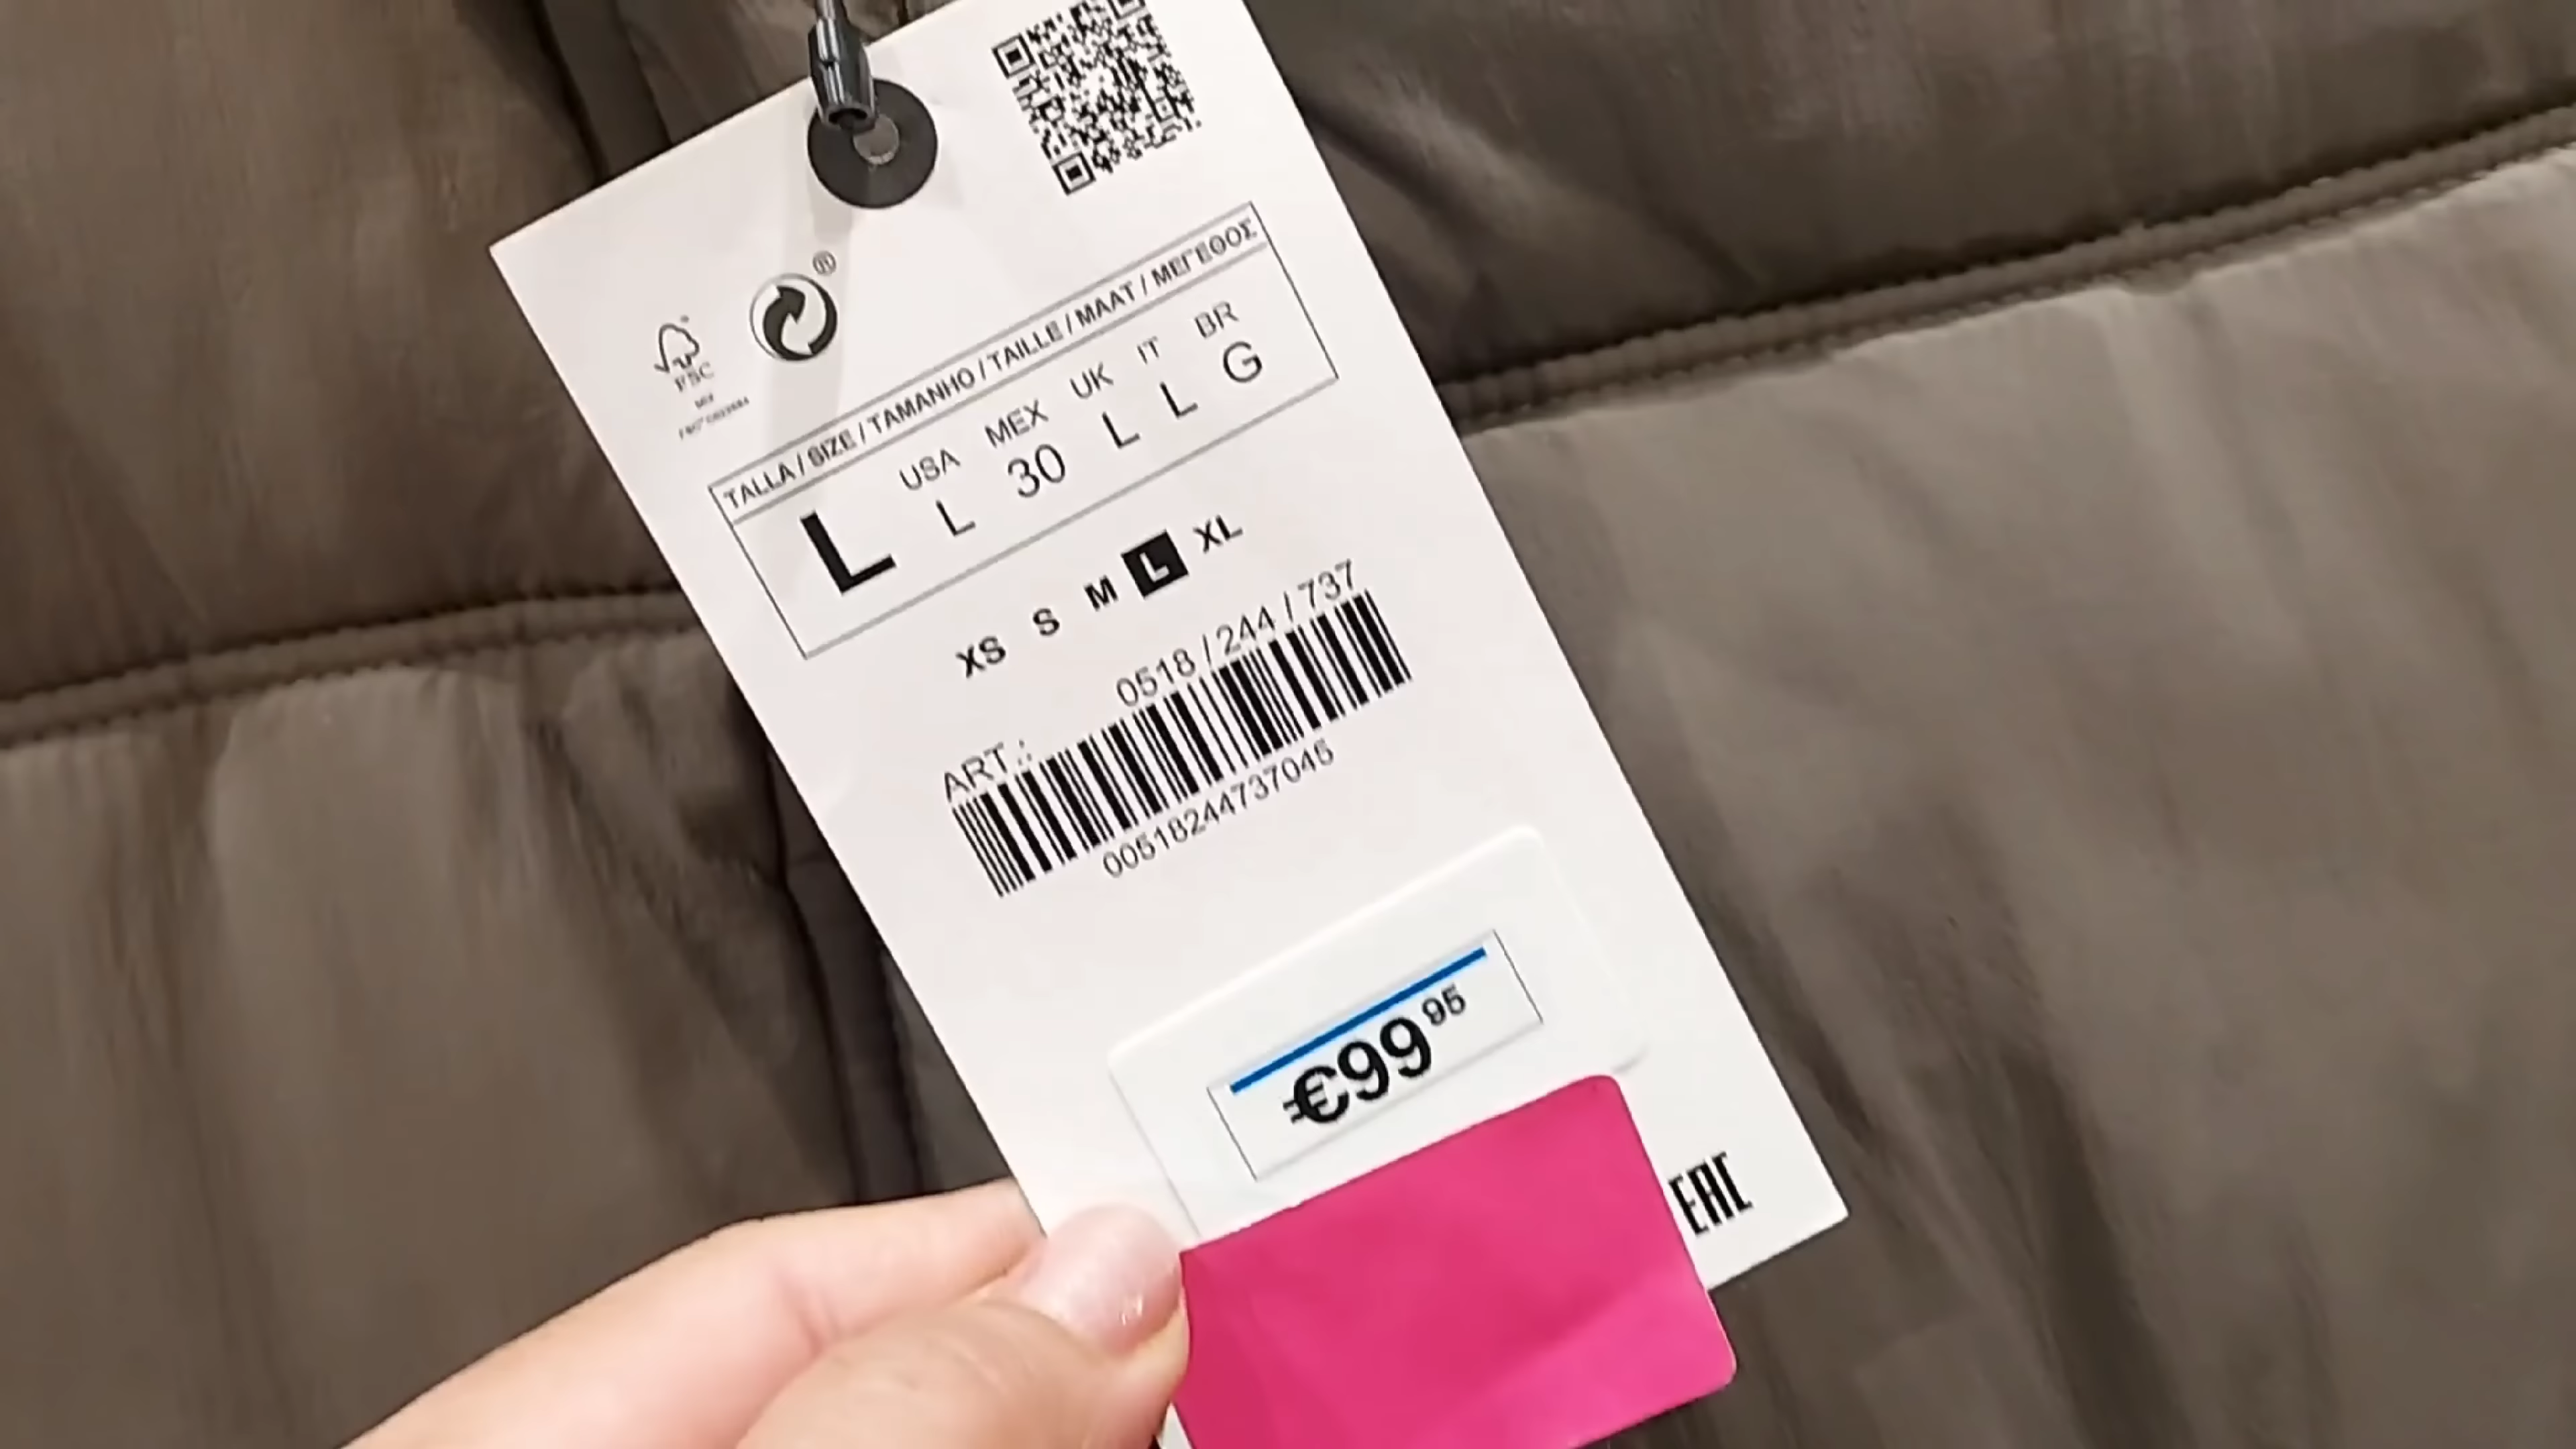 ®
FSC
TALLA / SIZE / TAMANHO / TAILLE / MAAT / ΜΕΓΕΘΟΣ
USA MEX UK IT BR
L L 30 L L G
XS S M L XL
ART.: 0518 / 244 / 737
00518244737045
€99 95
EAC